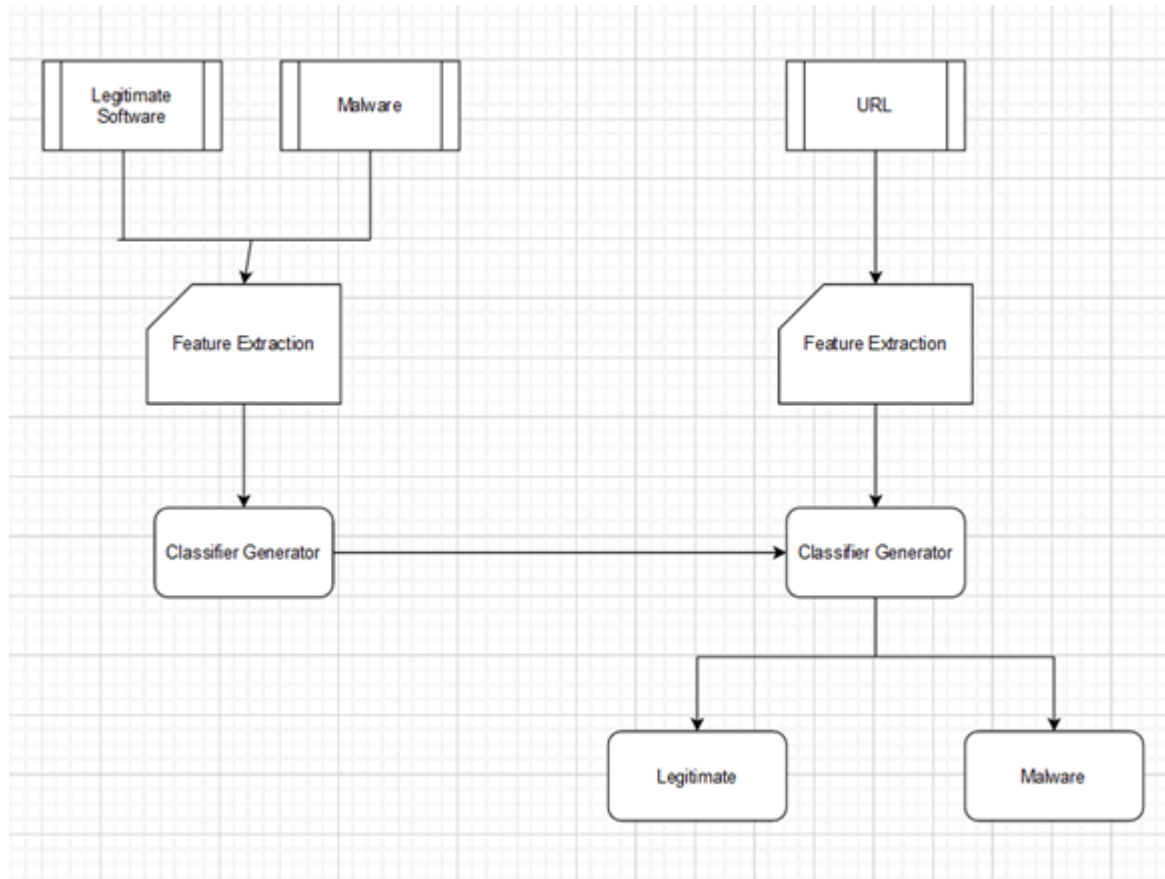 Legitimate
Software
Malware
URL
Feature Extraction
Feature Extraction
Classifier Generator
Classifier Generator
Legitimate
Malware